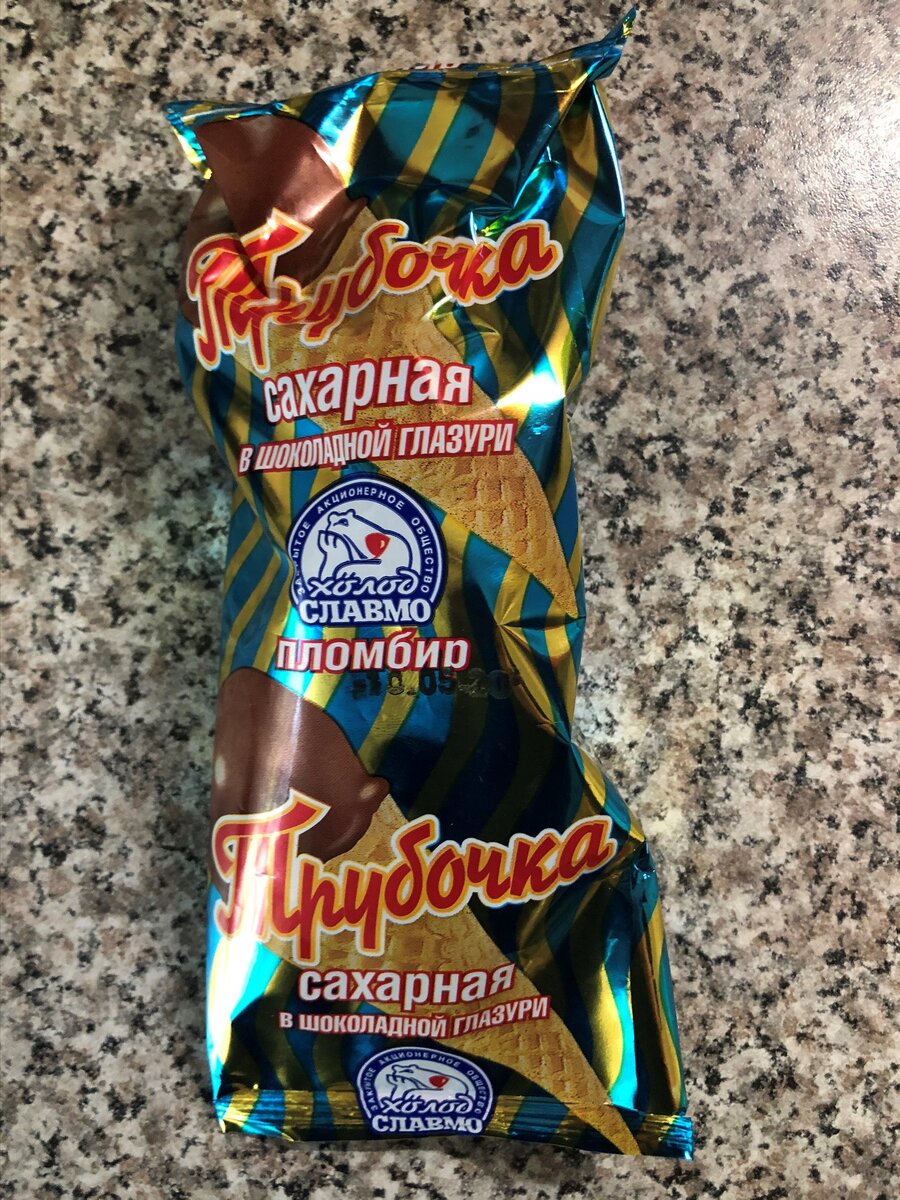 Трубочка
сахарная
В ШОКОЛАДНОЙ ГЛАЗУРИ
ЗАКРЫТОЕ АКЦИОНЕРНОЕ ОБЩЕСТВО
холод
СЛАВМО
пломбир
Трубочка
сахарная
В ШОКОЛАДНОЙ ГЛАЗУРИ
ЗАКРЫТОЕ АКЦИОНЕРНОЕ ОБЩЕСТВО
холод
СЛАВМО